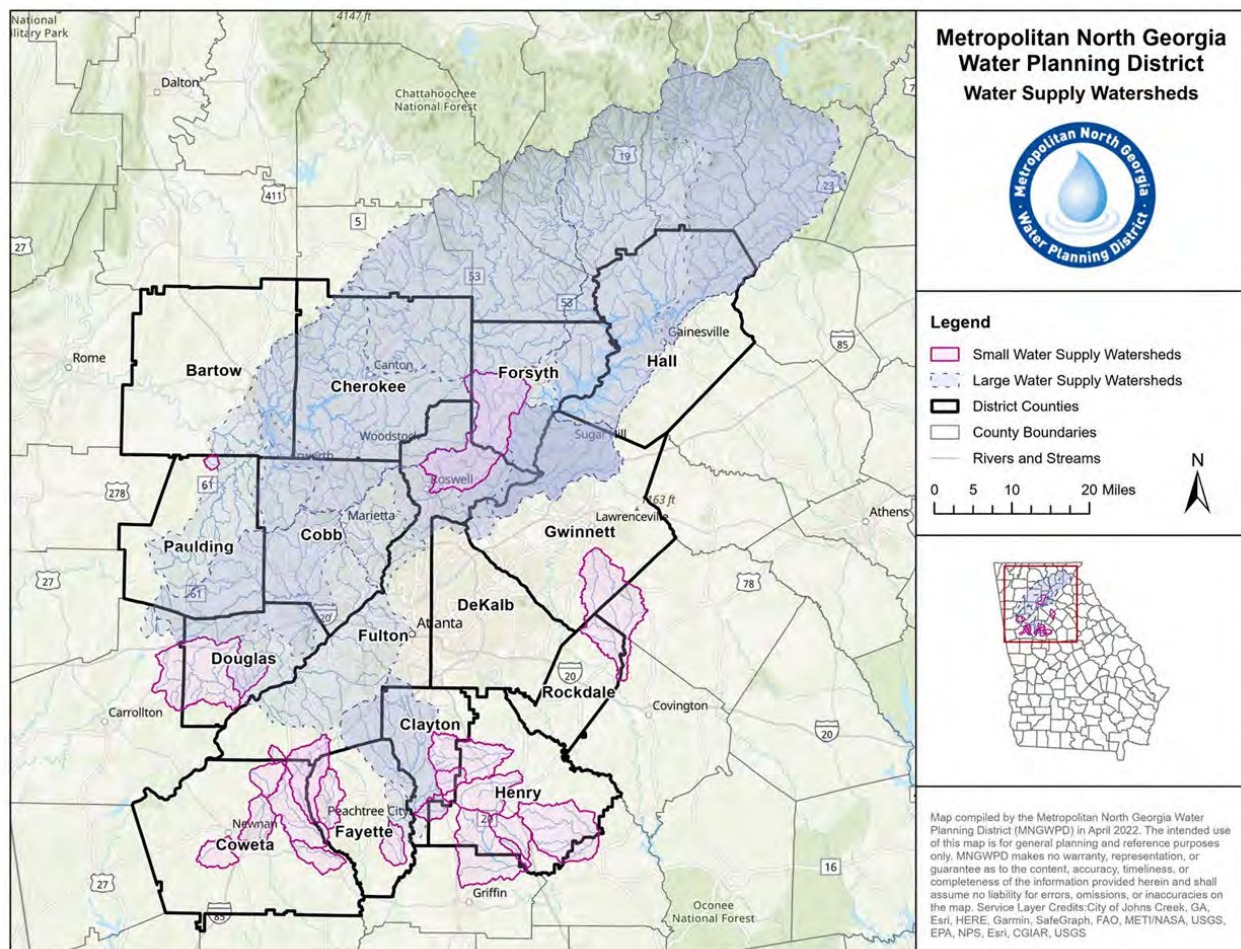 Metropolitan North Georgia
Water Planning District
Water Supply Watersheds
Metropolitan North Georgia
Water Planning District
Legend
Small Water Supply Watersheds
Large Water Supply Watersheds
District Counties
County Boundaries
Rivers and Streams
N
0 5 10 20 Miles
Map compiled by the Metropolitan North Georgia Water
Planning District (MNGWPD) in April 2022. The intended use
of this map is for general planning and reference purposes
only. MNGWPD makes no warranty, representation, or
guarantee as to the content, accuracy, timeliness, or
completeness of the information provided herein and shall
assume no liability for errors, omissions, or inaccuracies on
the map. Service Layer Credits:City of Johns Creek, GA,
Esri, HERE, Garmin, SafeGraph, FAO, METI/NASA, USGS,
EPA, NPS, Esri, CGIAR, USGS
National
ilitary Park
4147 ft
Dalton
Chattahoochee
National Forest
19
23
411
5
27
53
53
Gainesville
85
Rome
Bartow
Canton
Cherokee
Forsyth
Hall
Woodstock
Sugar Hill
Roswell
61
278
Marietta
Lawrenceville
Athens
Paulding
Cobb
Gwinnett
27
61
20
78
DeKalb
Fulton
Atlanta
Douglas
20
Rockdale
Carrollton
Clayton
Covington
20
Henry
Peachtree City
Newnan
Fayette
Coweta
16
27
85
Griffin
Oconee
National Forest